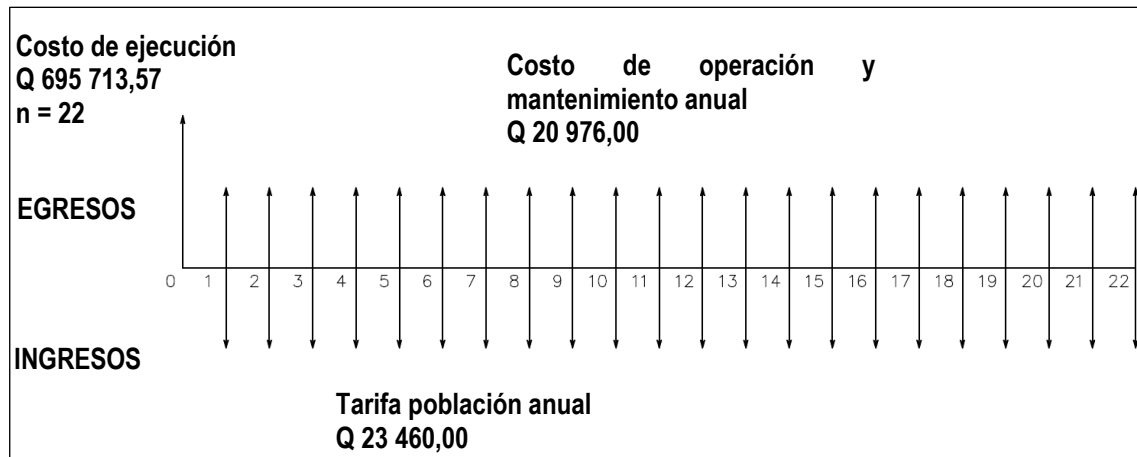 Costo de ejecución
Q 695 713,57
n = 22
Costo de operación y
mantenimiento anual
Q 20 976,00
EGRESOS
0 1 2 3 4 5 6 7 8 9 10 11 12 13 14 15 16 17 18 19 20 21 22
INGRESOS
Tarifa población anual
Q 23 460,00